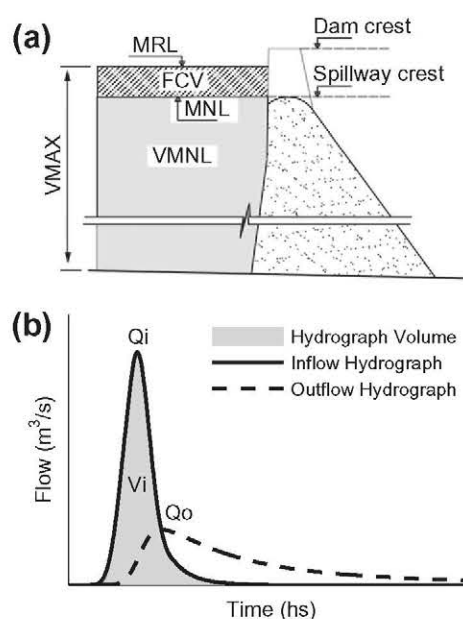 (a)
Dam crest
MRL
FCV
Spillway crest
MNL
VMNL
VMAX
(b)
Qi
Hydrograph Volume
Inflow Hydrograph
Outflow Hydrograph
Flow (m³/s)
Vi
Qo
Time (hs)